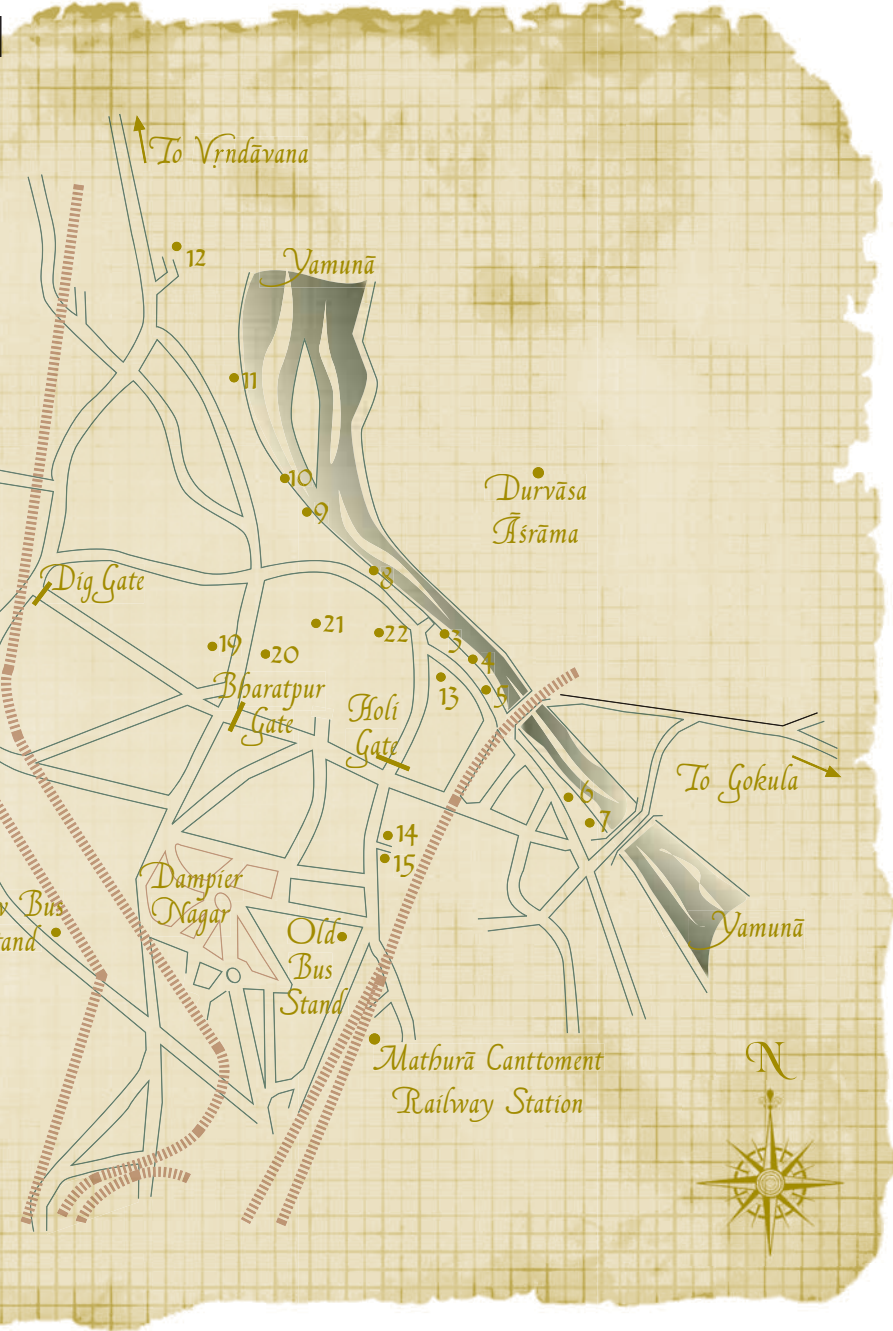 To Vṛndāvana
12
Yamunā
11
10
Durvāsa
Āśrāma
9
8
Dig Gate
21
22
3
19
20
4
Bharatpur
Gate
13
5
Holi
Gate
To Gokula
6
7
14
15
Dampier
Nagar
Bus
Yamunā
Old
Bus
Stand
Mathurā Canttoment
Railway Station
N